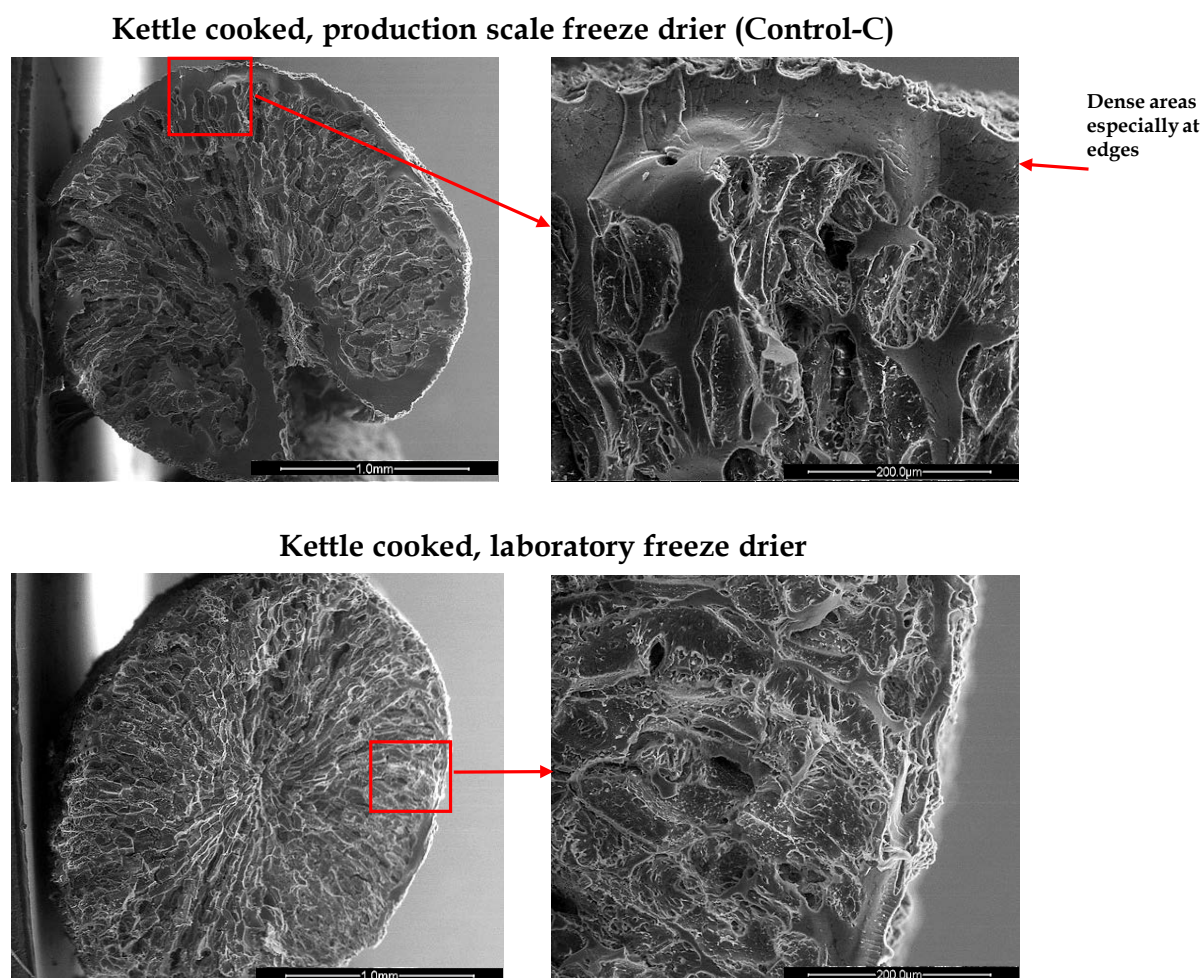 Kettle cooked, production scale freeze drier (Control-C)
Dense areas
especially at
edges
1.0mm
200.0µm
Kettle cooked, laboratory freeze drier
1.0mm
200.0µm